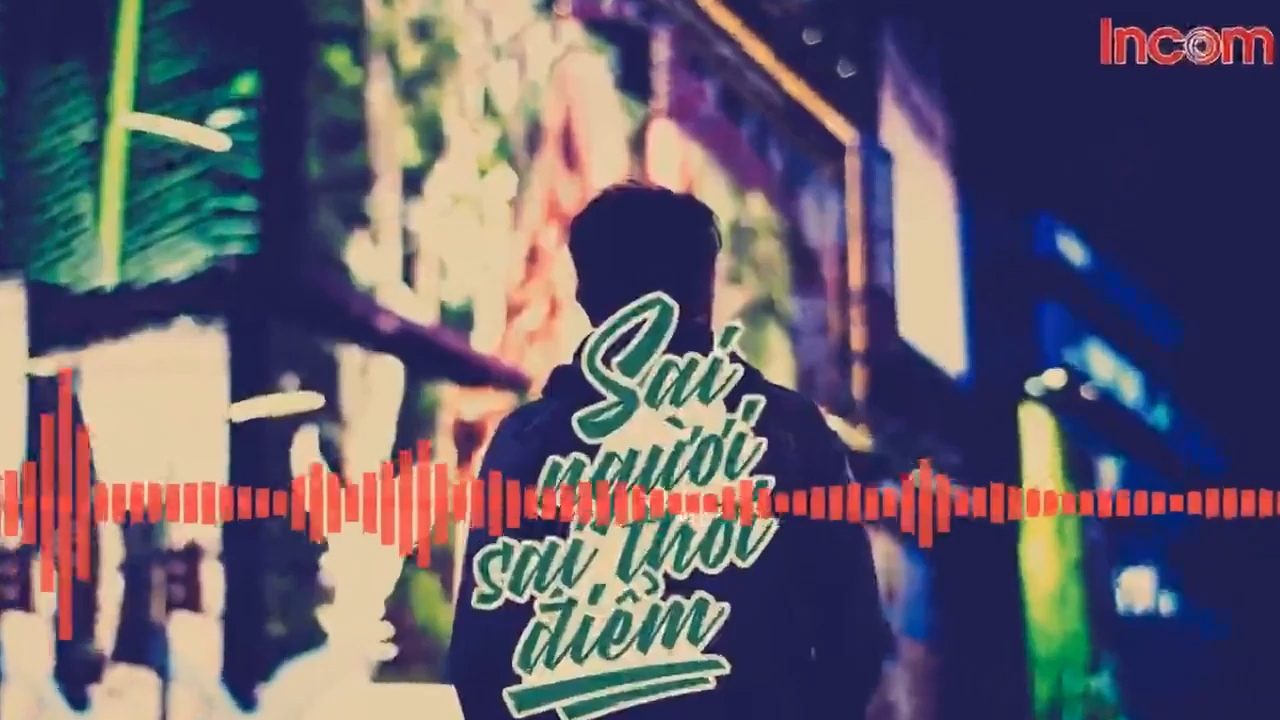 Incom
Sai
người
sai thời
điểm